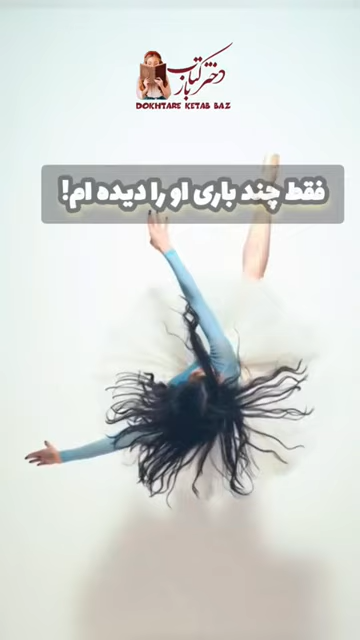 دختر کتاب باز
DOKHTARE KETAB BAZ
فقط چند باری او را دیده ام!